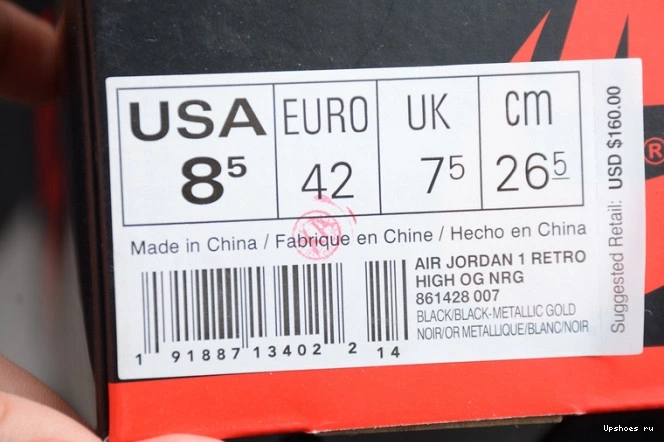 USA EURO UK cm
8⁵ 42 7⁵ 26⁵
Made in China / Fabrique en Chine / Hecho en China
AIR JORDAN 1 RETRO
HIGH OG NRG
861428 007
BLACK/BLACK-METALLIC GOLD
NOIR/OR METALLIQUE/BLANC/NOIR
1 91887 13402 2 14
Suggested Retail: USD $160.00
®
Upshoes ru